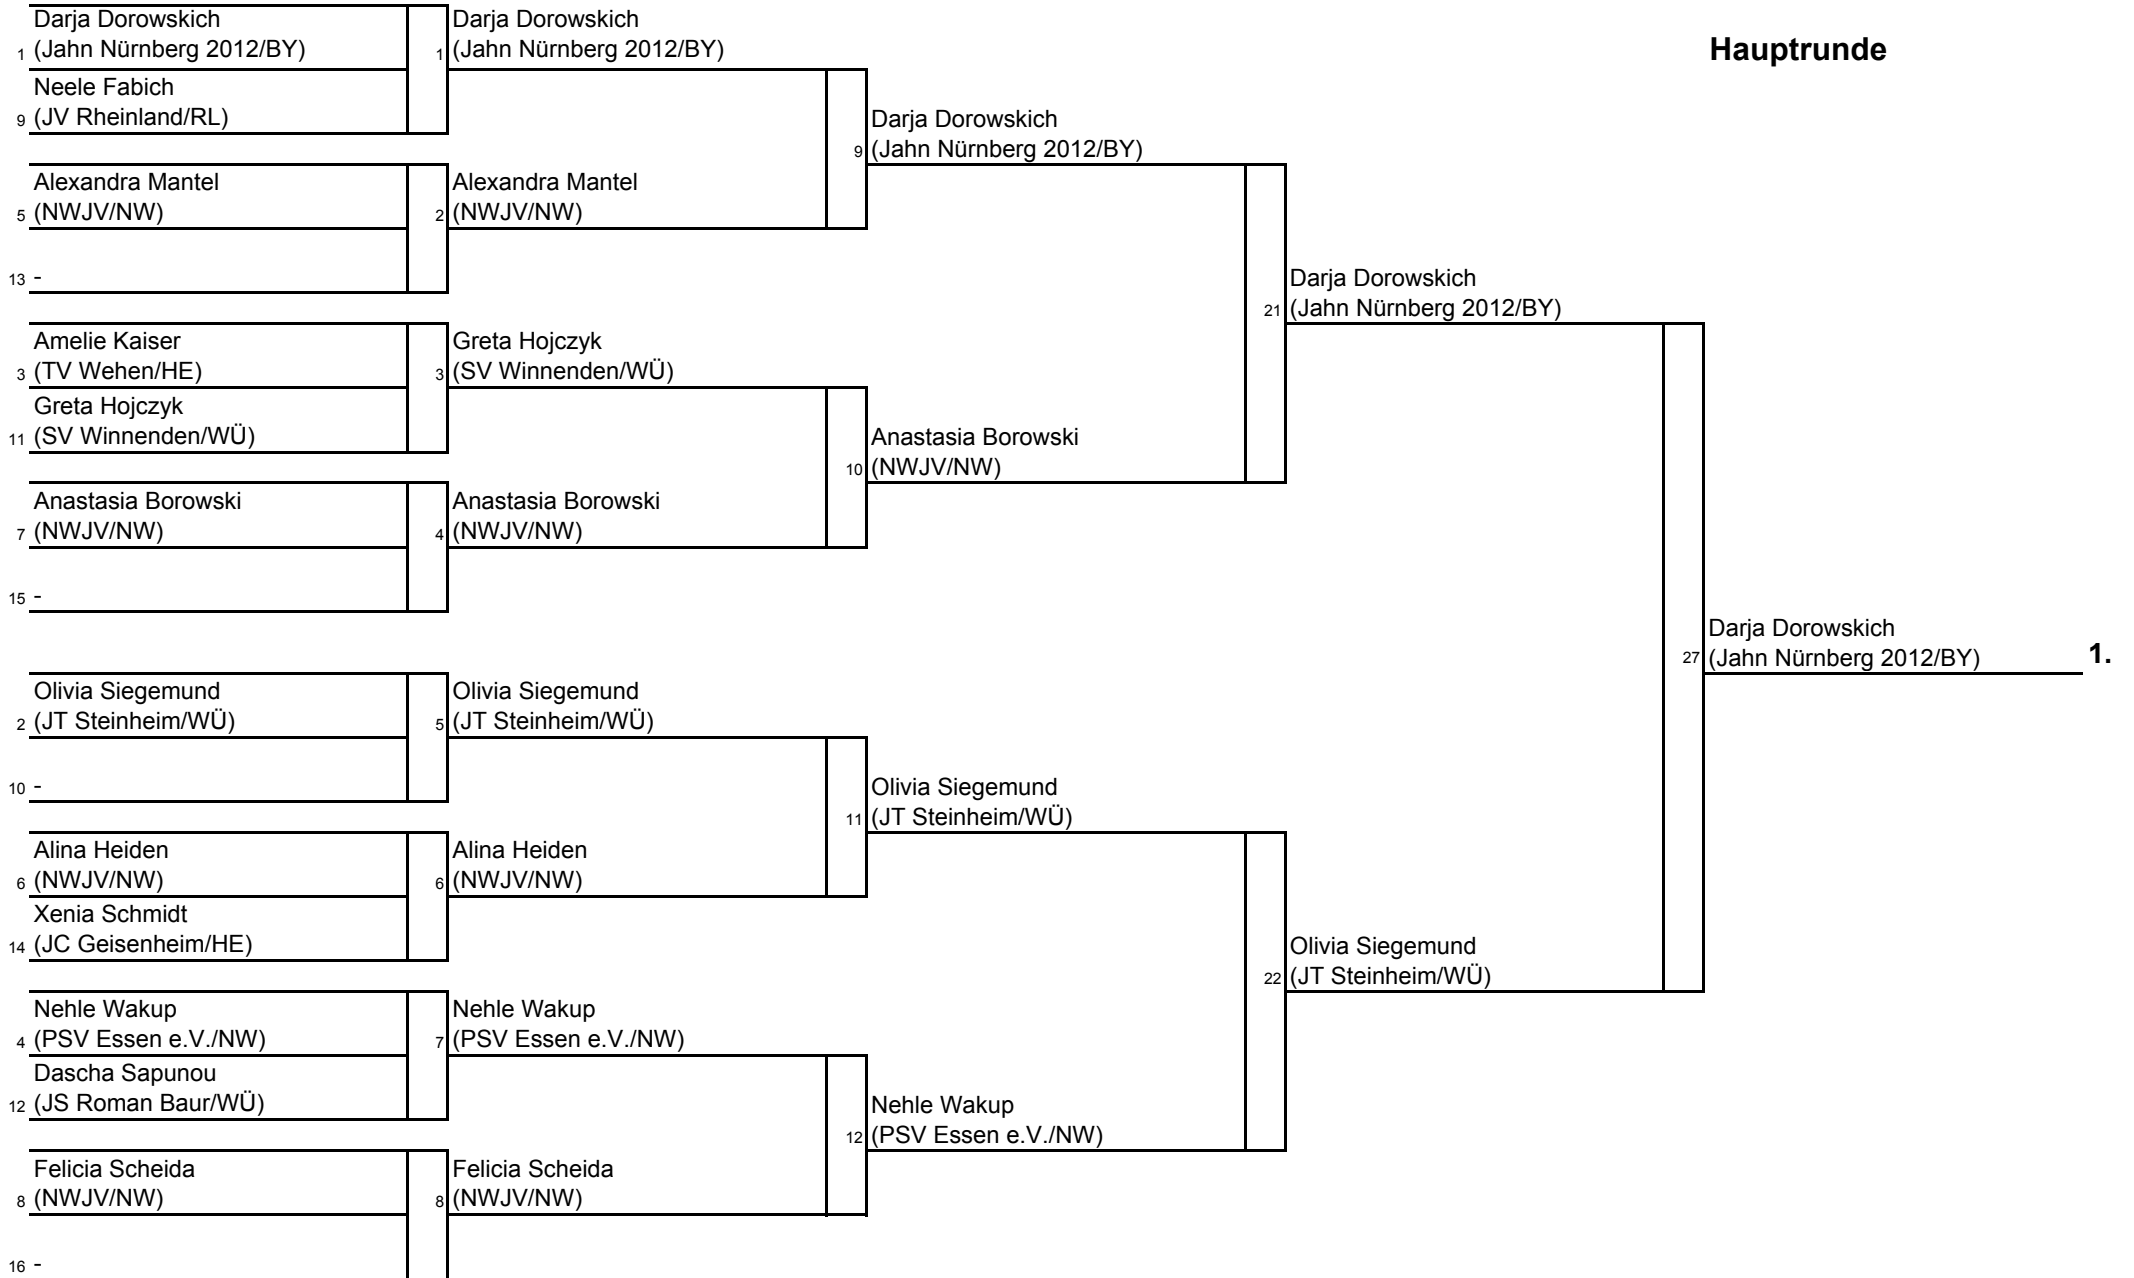 Hauptrunde
Darja Dorowskich
1 (Jahn Nürnberg 2012/BY)
Neele Fabich
9 (JV Rheinland/RL)
Alexandra Mantel
5 (NWJV/NW)
13 -
Amelie Kaiser
3 (TV Wehen/HE)
Greta Hojczyk
11 (SV Winnenden/WÜ)
Anastasia Borowski
7 (NWJV/NW)
15 -
Olivia Siegemund
2 (JT Steinheim/WÜ)
10 -
Alina Heiden
6 (NWJV/NW)
Xenia Schmidt
14 (JC Geisenheim/HE)
Nehle Wakup
4 (PSV Essen e.V./NW)
Dascha Sapunou
12 (JS Roman Baur/WÜ)
Felicia Scheida
8 (NWJV/NW)
16 -
Darja Dorowskich
1 (Jahn Nürnberg 2012/BY)
Alexandra Mantel
2 (NWJV/NW)
Greta Hojczyk
3 (SV Winnenden/WÜ)
Anastasia Borowski
4 (NWJV/NW)
Olivia Siegemund
5 (JT Steinheim/WÜ)
Alina Heiden
6 (NWJV/NW)
Nehle Wakup
7 (PSV Essen e.V./NW)
Felicia Scheida
8 (NWJV/NW)
Darja Dorowskich
9 (Jahn Nürnberg 2012/BY)
Anastasia Borowski
10 (NWJV/NW)
Olivia Siegemund
11 (JT Steinheim/WÜ)
Nehle Wakup
12 (PSV Essen e.V./NW)
Darja Dorowskich
21 (Jahn Nürnberg 2012/BY)
Olivia Siegemund
22 (JT Steinheim/WÜ)
Darja Dorowskich
27 (Jahn Nürnberg 2012/BY) 1.